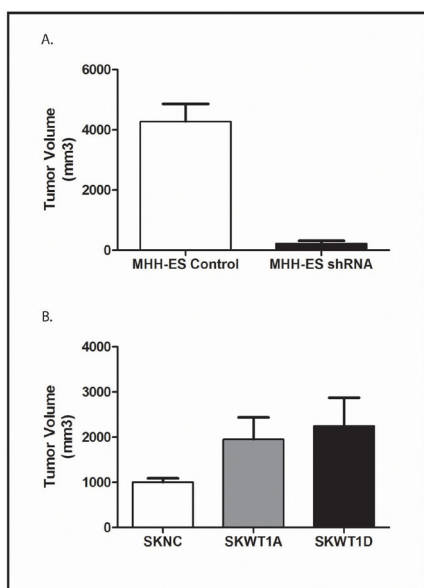 A.
6000
4000
2000
0
Tumor Volume
(mm3)
MHH-ES Control MHH-ES shRNA
B.
4000
3000
2000
1000
0
Tumor Volume
(mm3)
SKNC SKWT1A SKWT1D